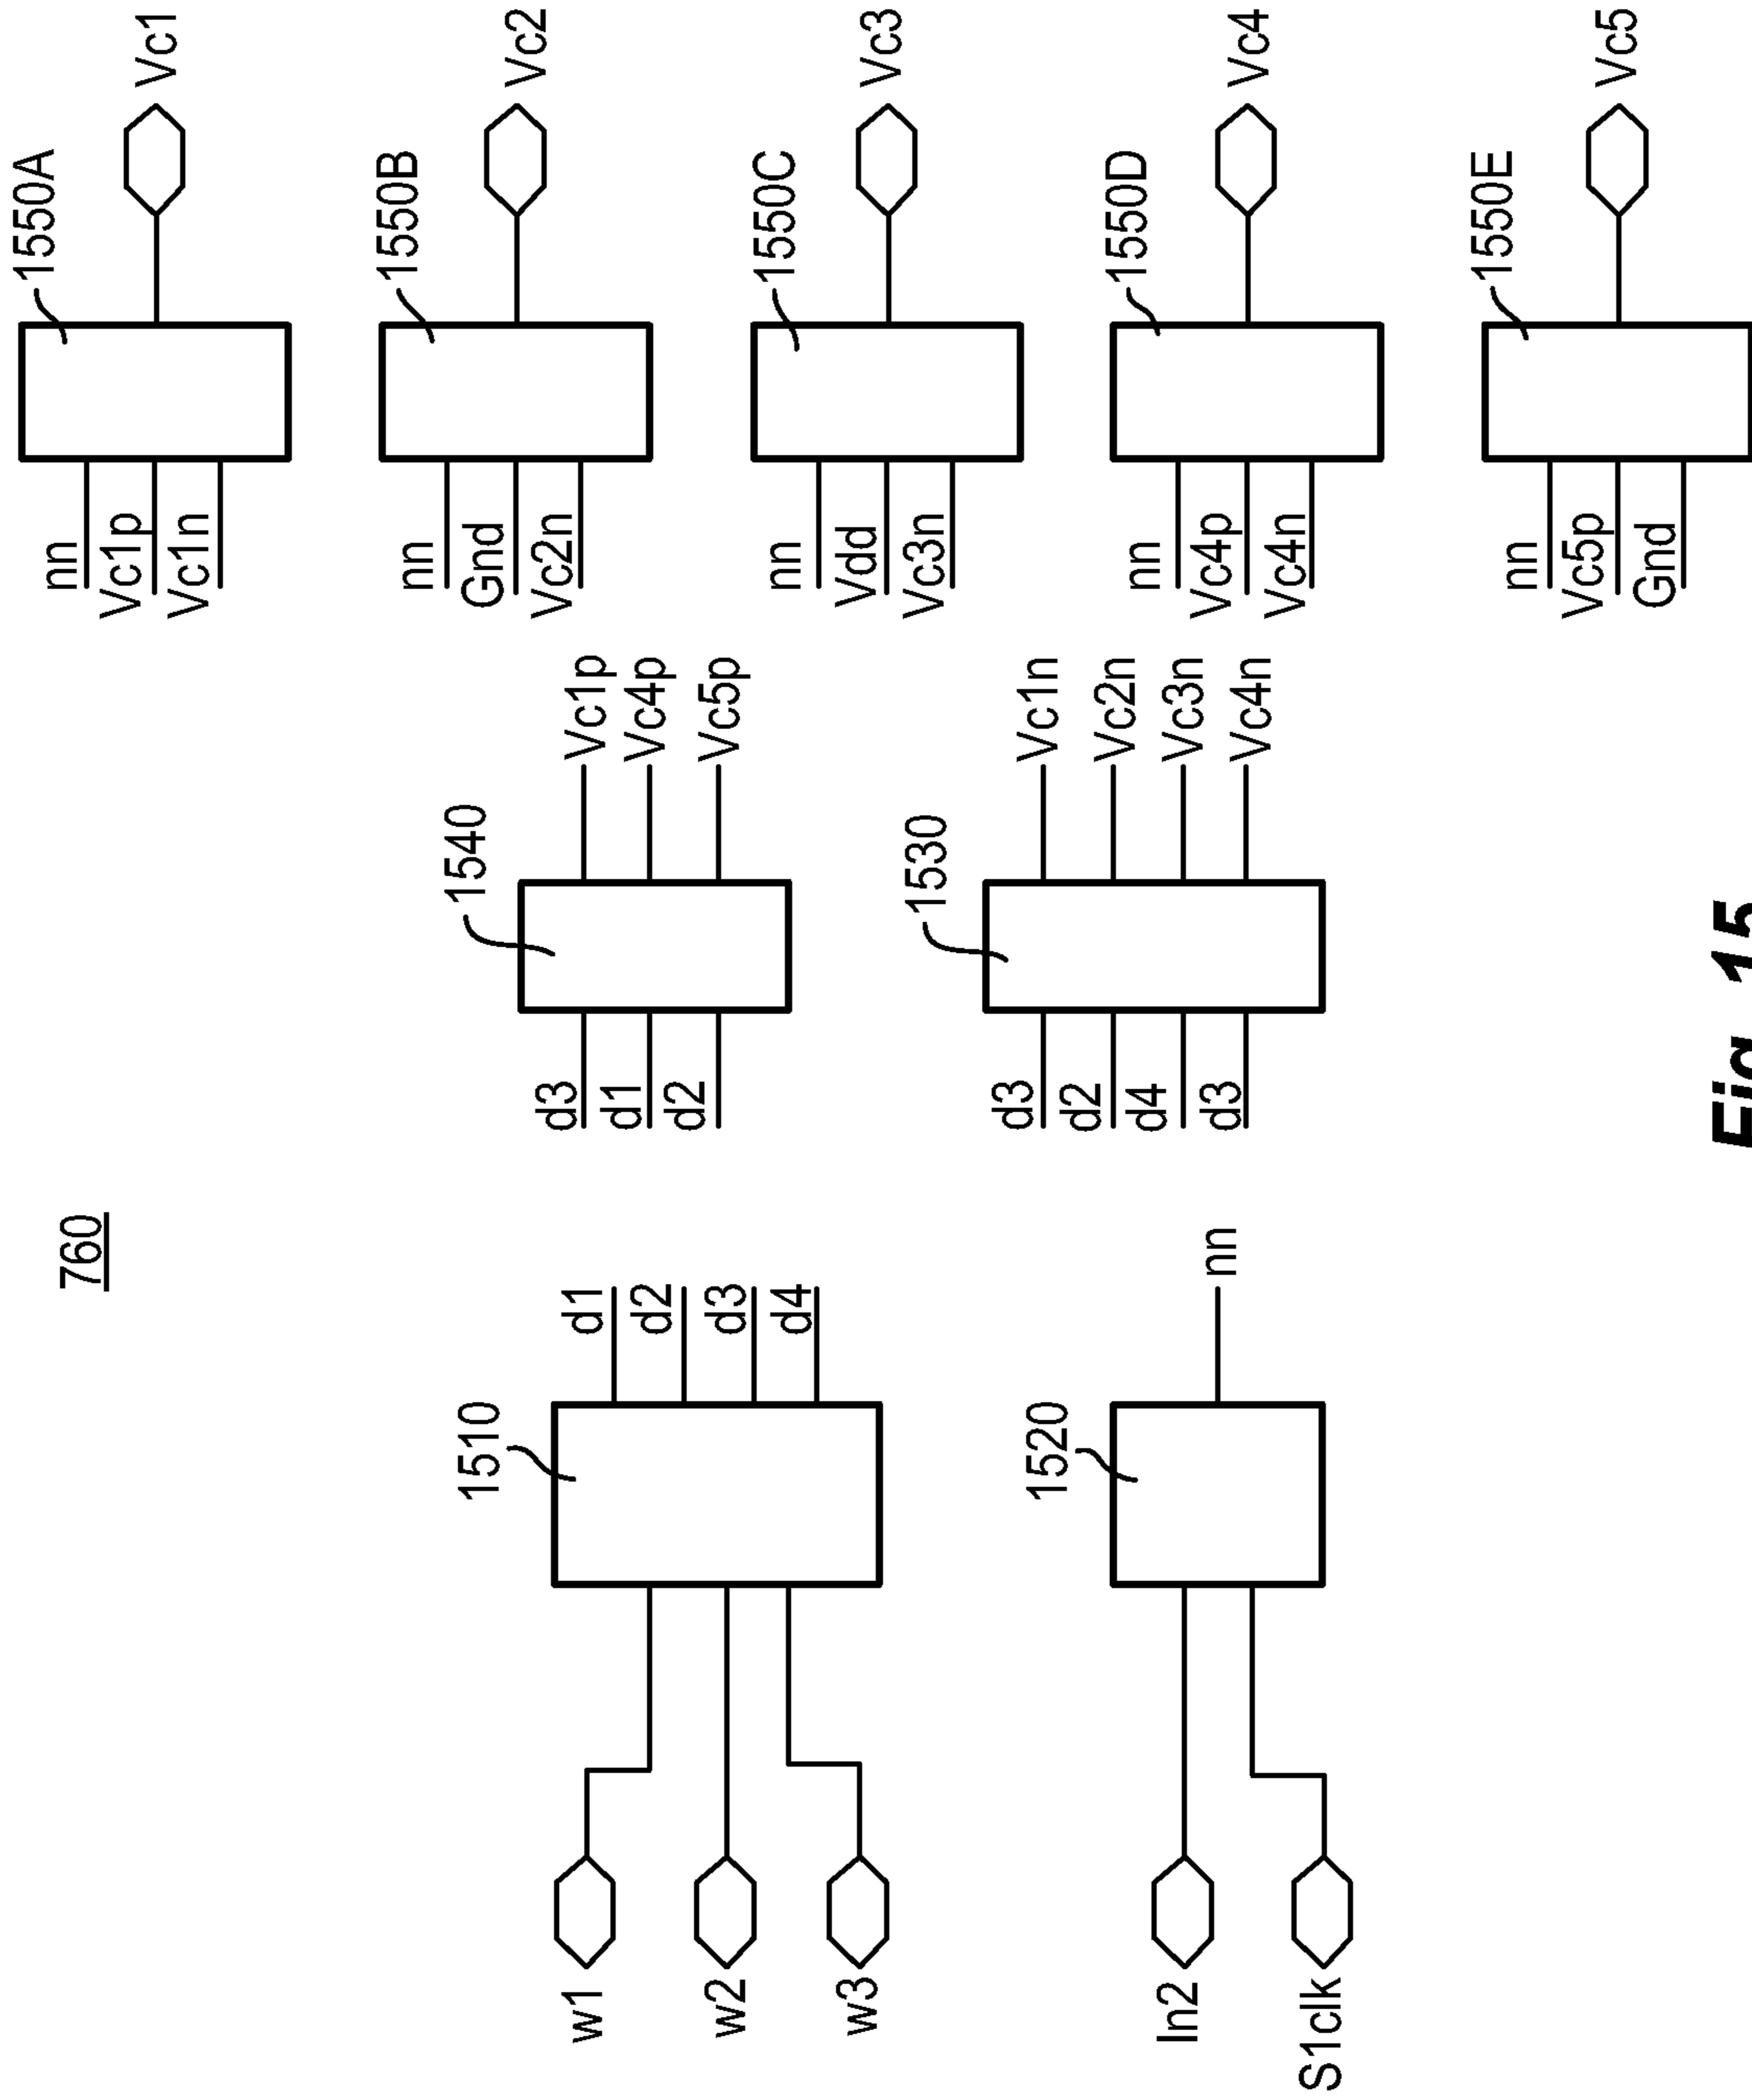 760
w1
w2
w3
1510
d1
d2
d3
d4
In2
S1clk
1520
nn
1540
d3
d1
d2
Vc1p
Vc4p
Vc5p
1530
d3
d2
d4
d3
Vc1n
Vc2n
Vc3n
Vc4n
1550A
nn
Vc1p
Vc1n
Vc1
1550B
nn
Gnd
Vc2n
Vc2
1550C
nn
Vdd
Vc3n
Vc3
1550D
nn
Vc4p
Vc4n
Vc4
1550E
nn
Vc5p
Gnd
Vc5
Fig. 15